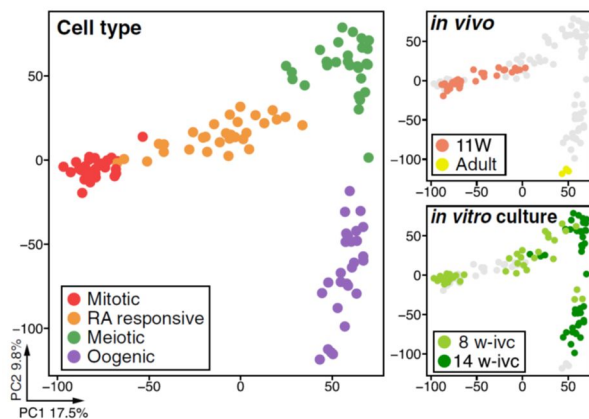 Cell type
50
0
-50
-100
-100
-50
0
50
Mitotic
RA responsive
Meiotic
Oogenic
PC2 9.8%
PC1 17.5%
in vivo
50
0
-50
-100
-100
-50
0
50
11W
Adult
in vitro culture
50
0
-50
-100
-100
-50
0
50
8 w-ivc
14 w-ivc